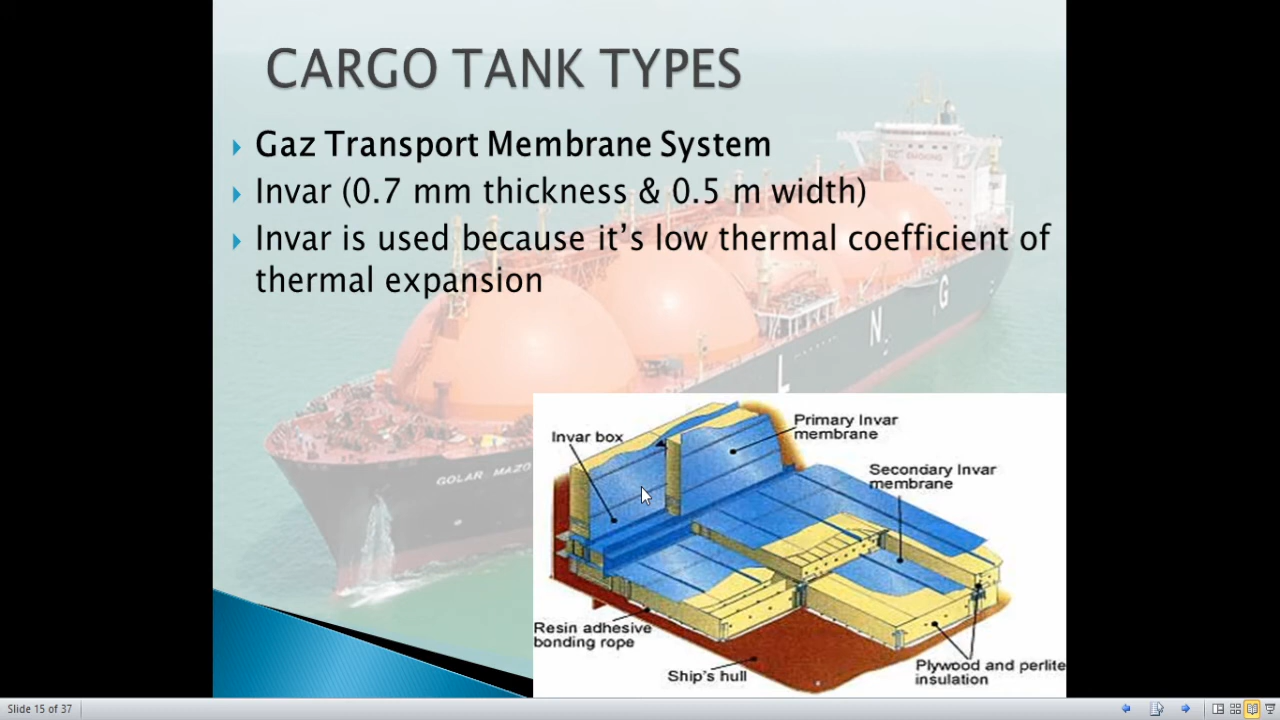 CARGO TANK TYPES
Gaz Transport Membrane System
Invar (0.7 mm thickness & 0.5 m width)
Invar is used because it’s low thermal coefficient of
thermal expansion
L N G
GOLAR MAZO
Invar box
Primary Invar
membrane
Secondary Invar
membrane
Resin adhesive
bonding rope
Ship's hull
Plywood and perlite
insulation
Slide 15 of 37